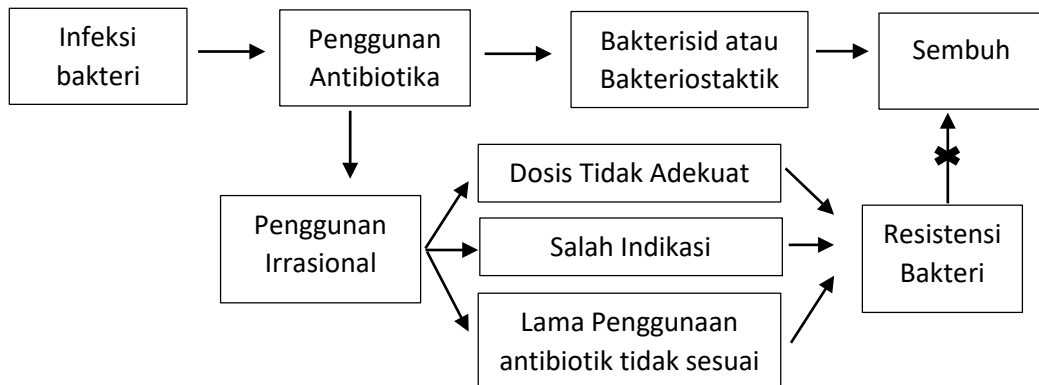 Infeksi
bakteri
Penggunan
Antibiotika
Bakterisid atau
Bakteriostaktik
Sembuh
Penggunan
Irrasional
Dosis Tidak Adekuat
Salah Indikasi
Lama Penggunaan
antibiotik tidak sesuai
Resistensi
Bakteri